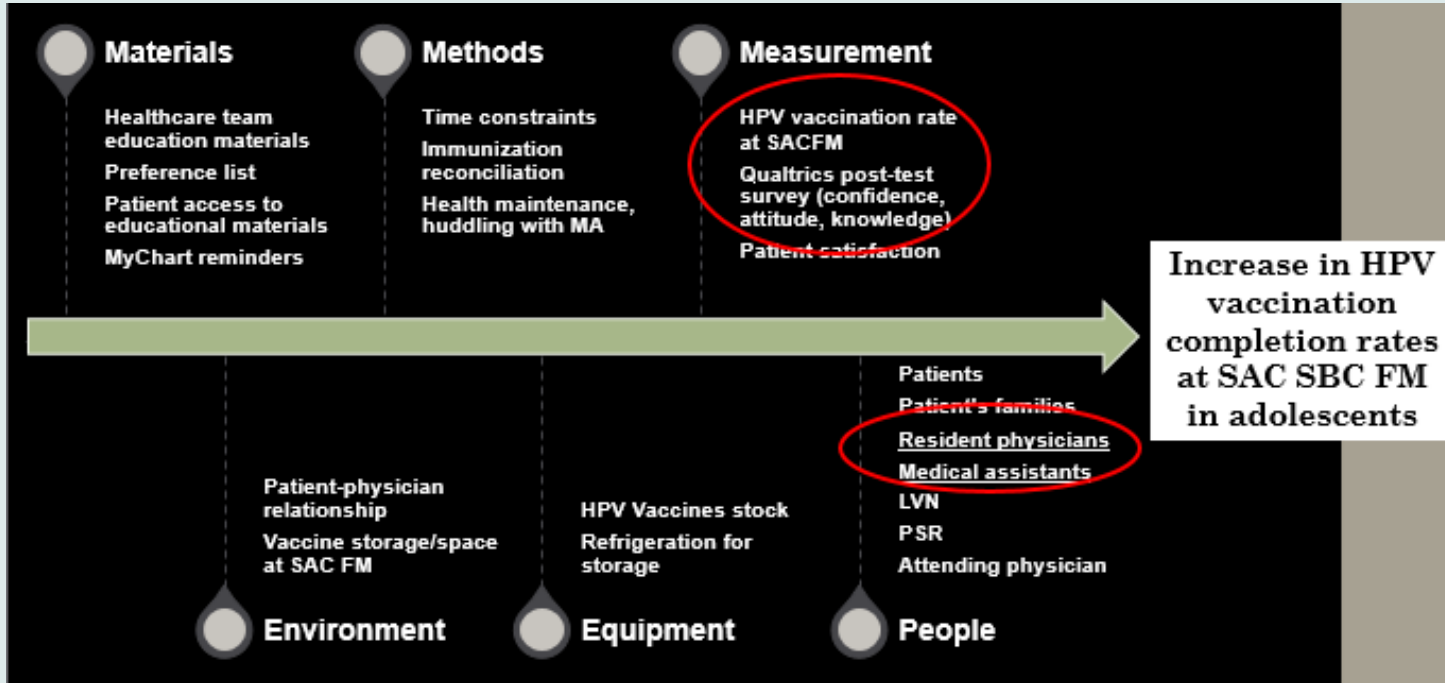 Materials
Healthcare team
education materials
Preference list
Patient access to
educational materials
MyChart reminders
Methods
Time constraints
Immunization
reconciliation
Health maintenance,
huddling with MA
Measurement
HPV vaccination rate
at SACFM
Qualtrics post-test
survey (confidence,
attitude, knowledge)
Patient satisfaction
Increase in HPV
vaccination
completion rates
at SAC SBC FM
in adolescents
Patient-physician
relationship
Vaccine storage/space
at SAC FM
Environment
HPV Vaccines stock
Refrigeration for
storage
Equipment
Patients
Patient's families
Resident physicians
Medical assistants
LVN
PSR
Attending physician
People